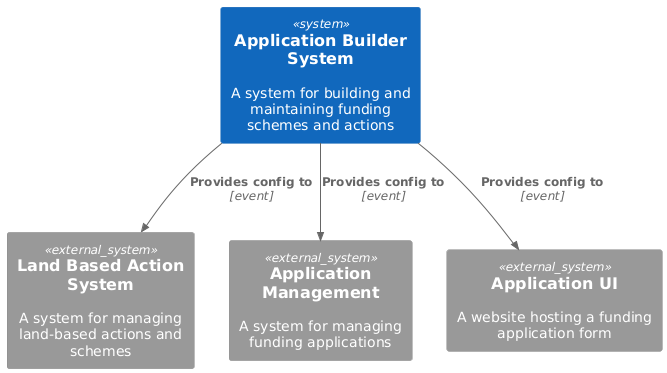 «system»
Application Builder
System
A system for building and
maintaining funding
schemes and actions
Provides config to
[event]
Provides config to
[event]
Provides config to
[event]
«external_system»
Land Based Action
System
A system for managing
land-based actions and
schemes
«external_system»
Application
Management
A system for managing
funding applications
«external_system»
Application UI
A website hosting a funding
application form